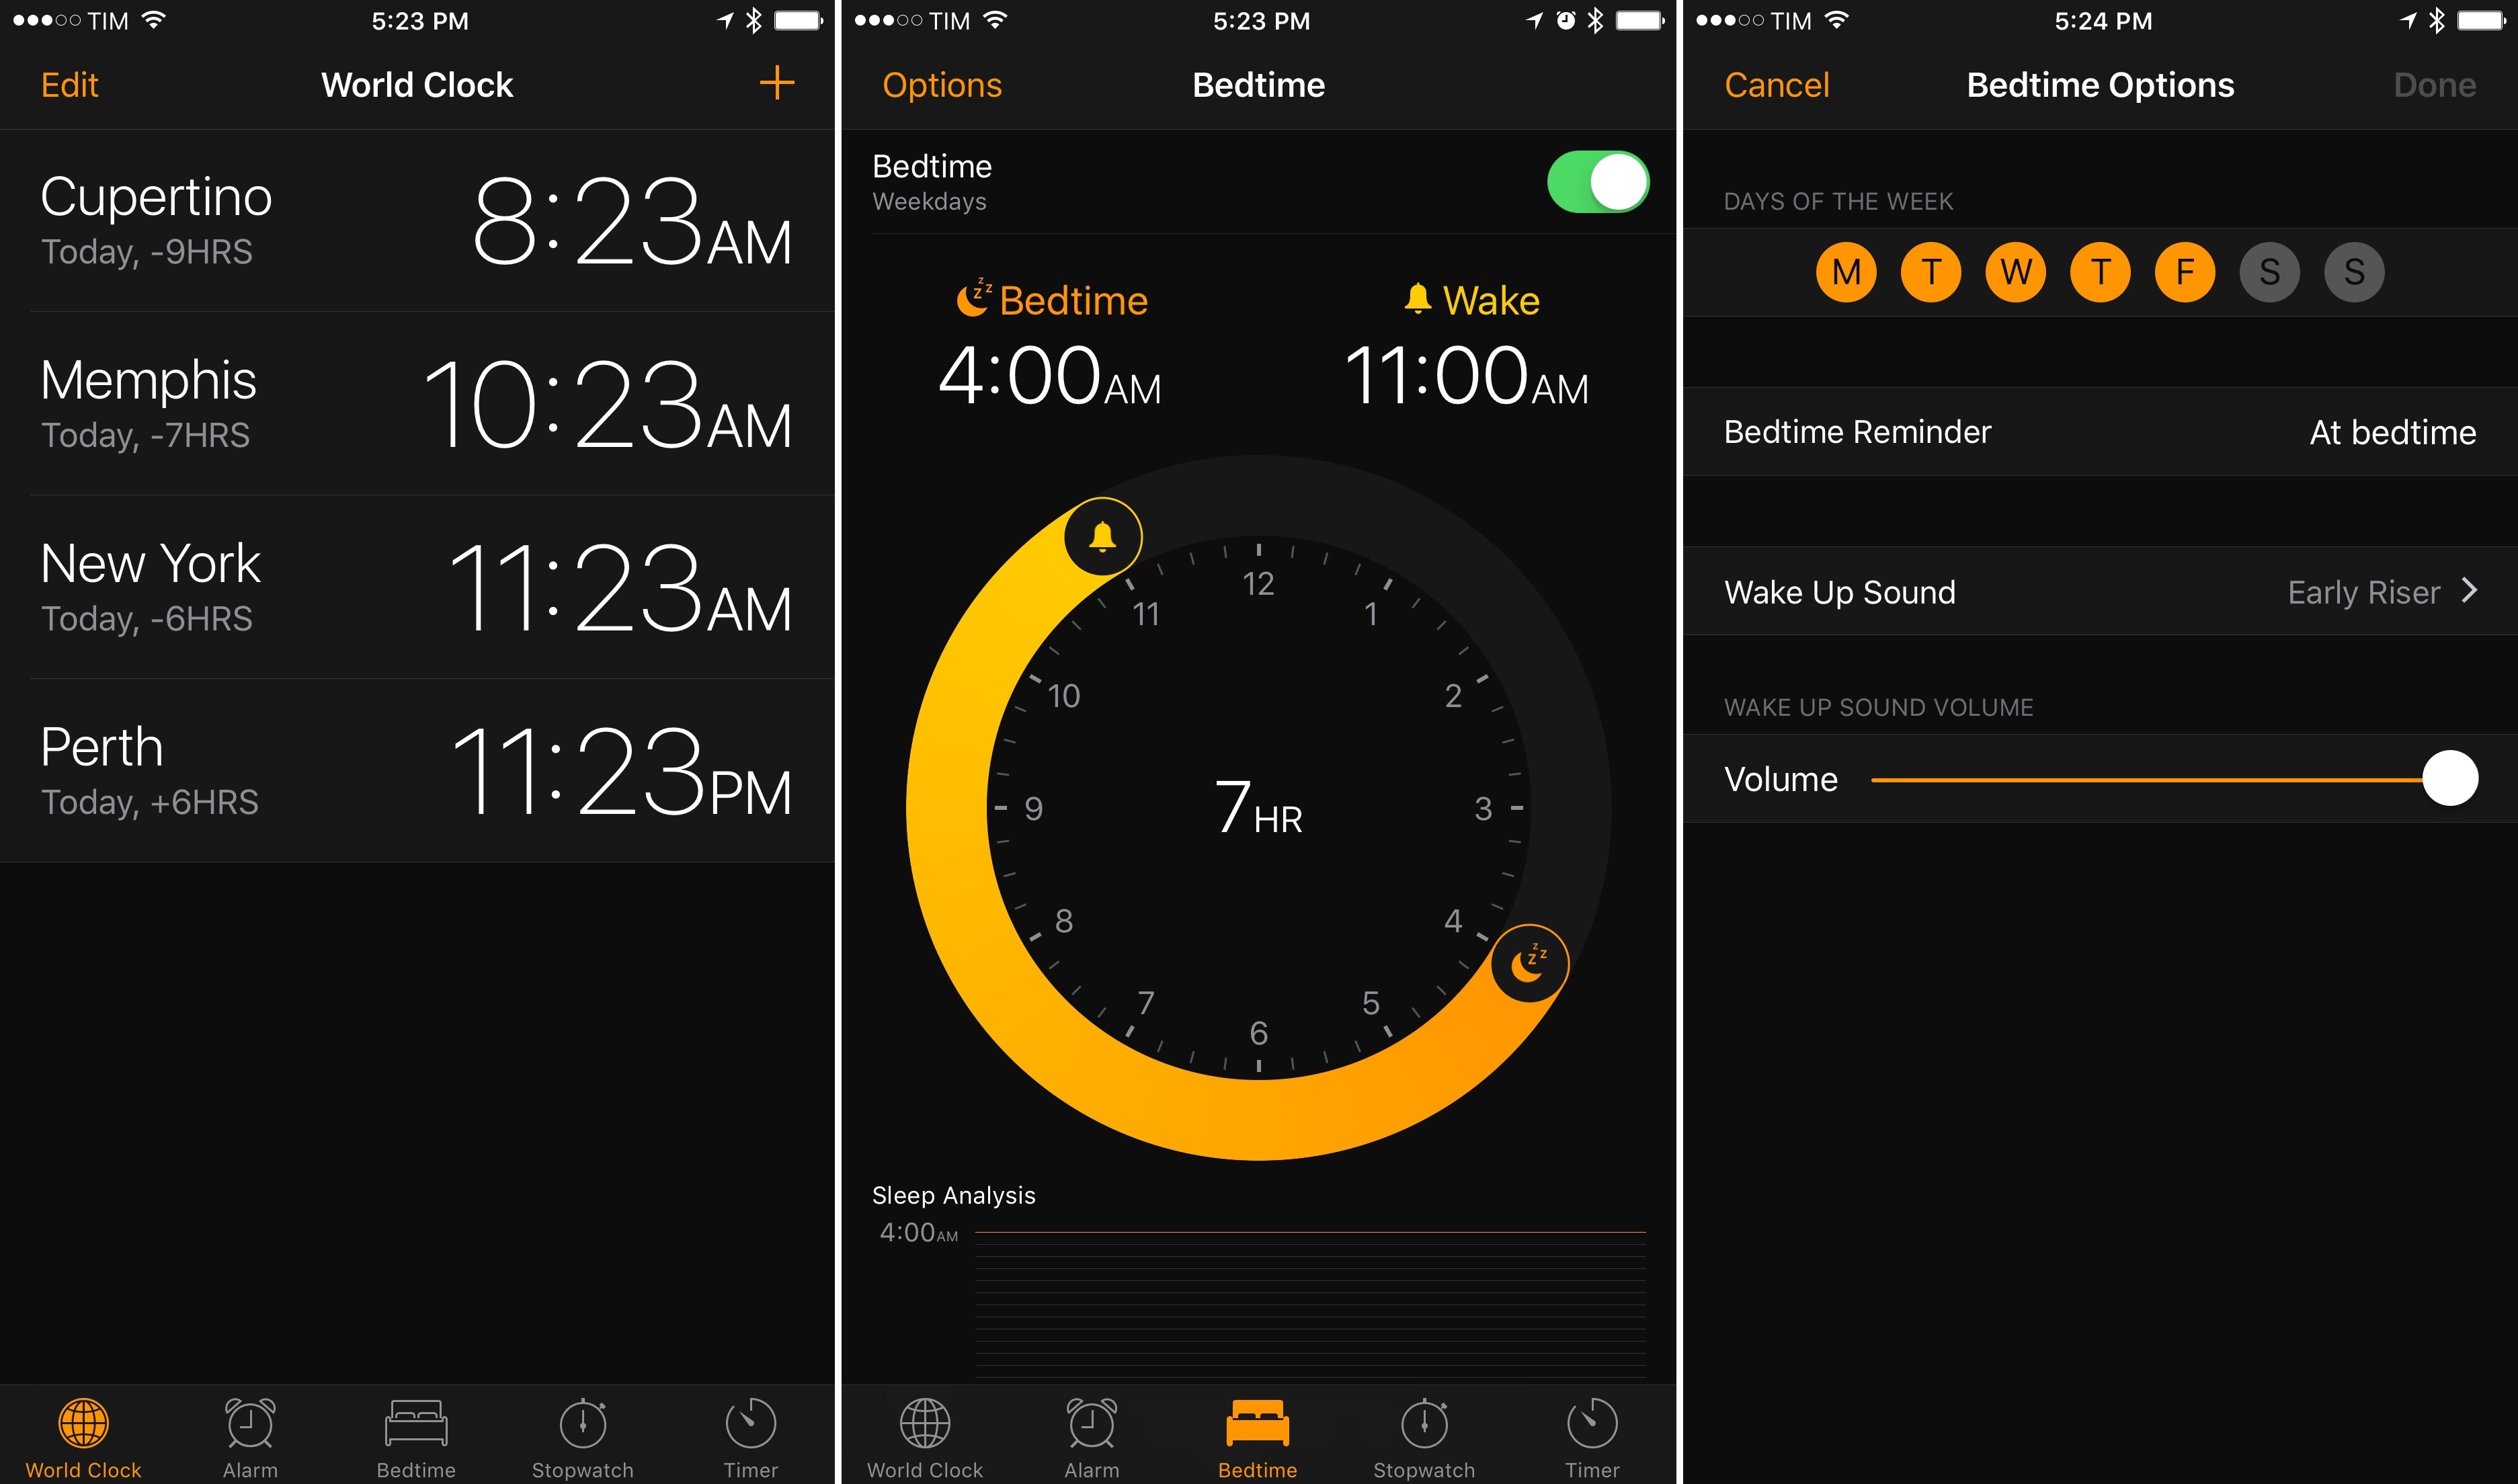 TIM 5:23 PM
Edit World Clock +
Cupertino 8:23AM
Today, -9HRS
Memphis 10:23AM
Today, -7HRS
New York 11:23AM
Today, -6HRS
Perth 11:23PM
Today, +6HRS
World Clock Alarm Bedtime Stopwatch Timer
TIM 5:23 PM
Options Bedtime
Bedtime
Weekdays
zzz Bedtime Wake
4:00AM 11:00AM
12
11 1
10 2
9 7HR 3
8 4
zzz
7 5
6
Sleep Analysis
4:00AM
World Clock Alarm Bedtime Stopwatch Timer
TIM 5:24 PM
Cancel Bedtime Options Done
DAYS OF THE WEEK
M T W T F S S
Bedtime Reminder At bedtime
Wake Up Sound Early Riser
WAKE UP SOUND VOLUME
Volume